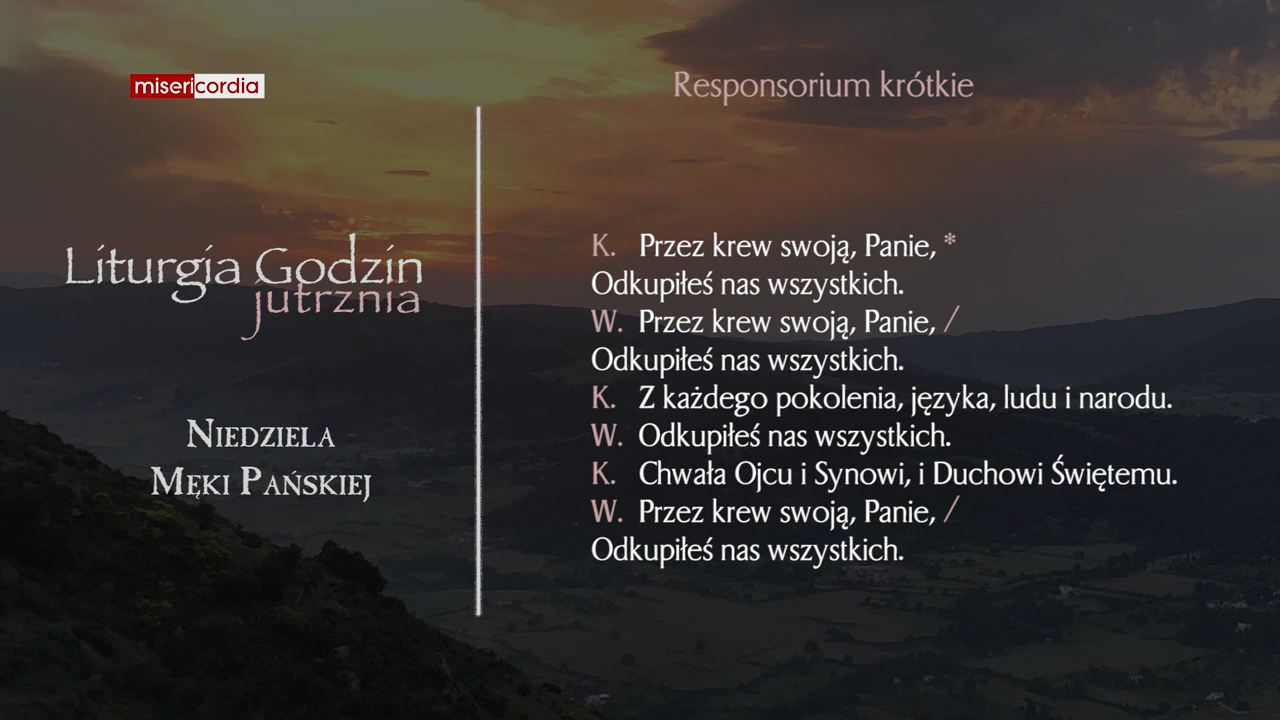 misericordia
Liturgia Godzin
jutrznia
Niedziela
Męki Pańskiej
Responsorium krótkie
K. Przez krew swoją, Panie, *
Odkupiłeś nas wszystkich.
W. Przez krew swoją, Panie, /
Odkupiłeś nas wszystkich.
K. Z każdego pokolenia, języka, ludu i narodu.
W. Odkupiłeś nas wszystkich.
K. Chwała Ojcu i Synowi, i Duchowi Świętemu.
W. Przez krew swoją, Panie, /
Odkupiłeś nas wszystkich.